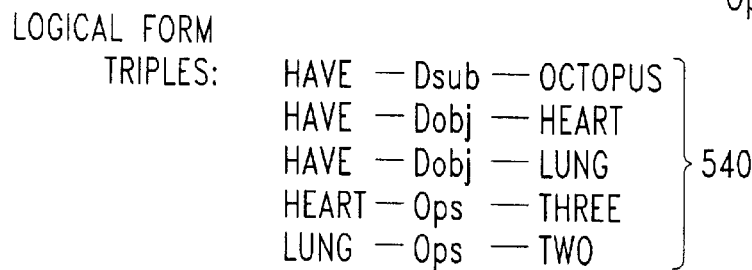 Op
LOGICAL FORM
TRIPLES:
HAVE — Dsub — OCTOPUS
HAVE — Dobj — HEART
HAVE — Dobj — LUNG
HEART — Ops — THREE
LUNG — Ops — TWO
540